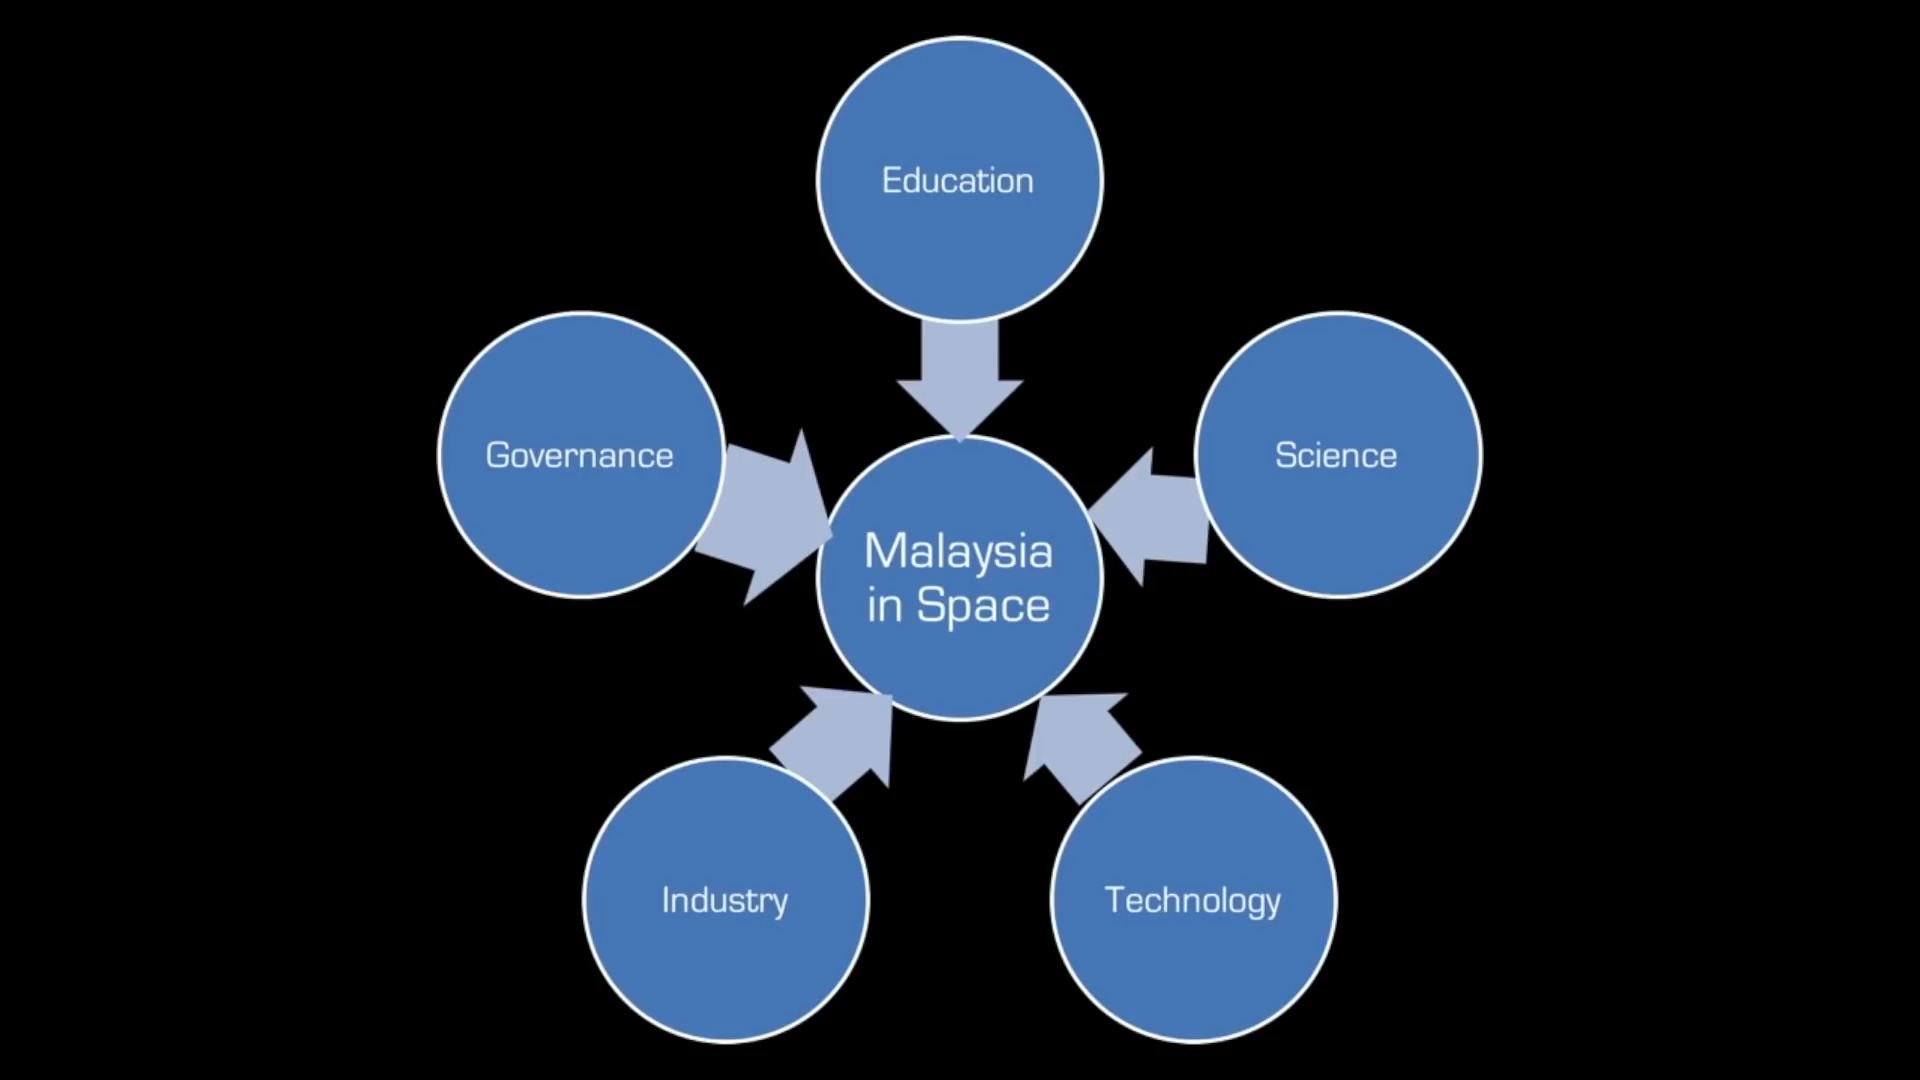 Education
Governance
Science
Malaysia
in Space
Industry
Technology